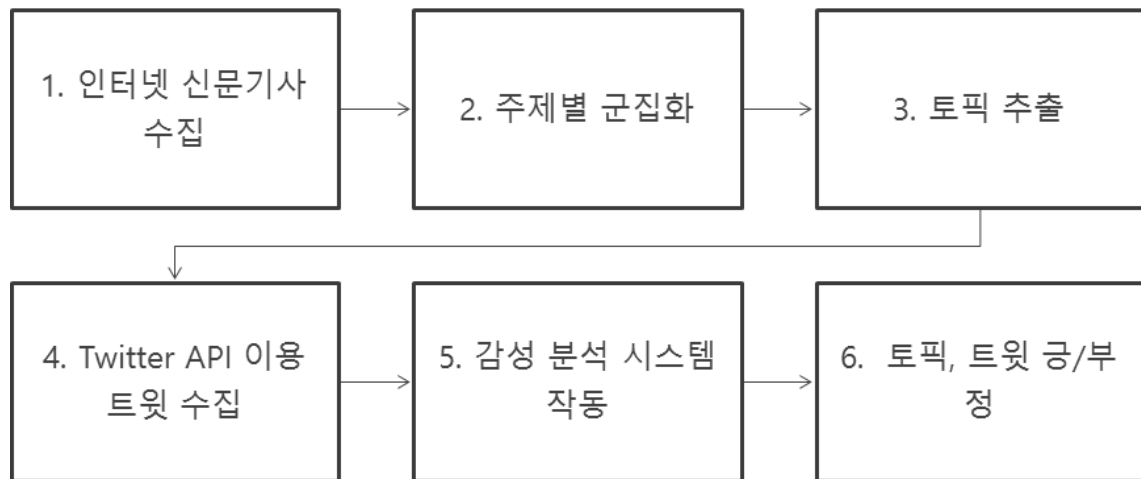 1. 인터넷 신문기사
수집
2. 주제별 군집화
3. 토픽 추출
4. Twitter API 이용
트윗 수집
5. 감성 분석 시스템
작동
6. 토픽, 트윗 긍/부
정